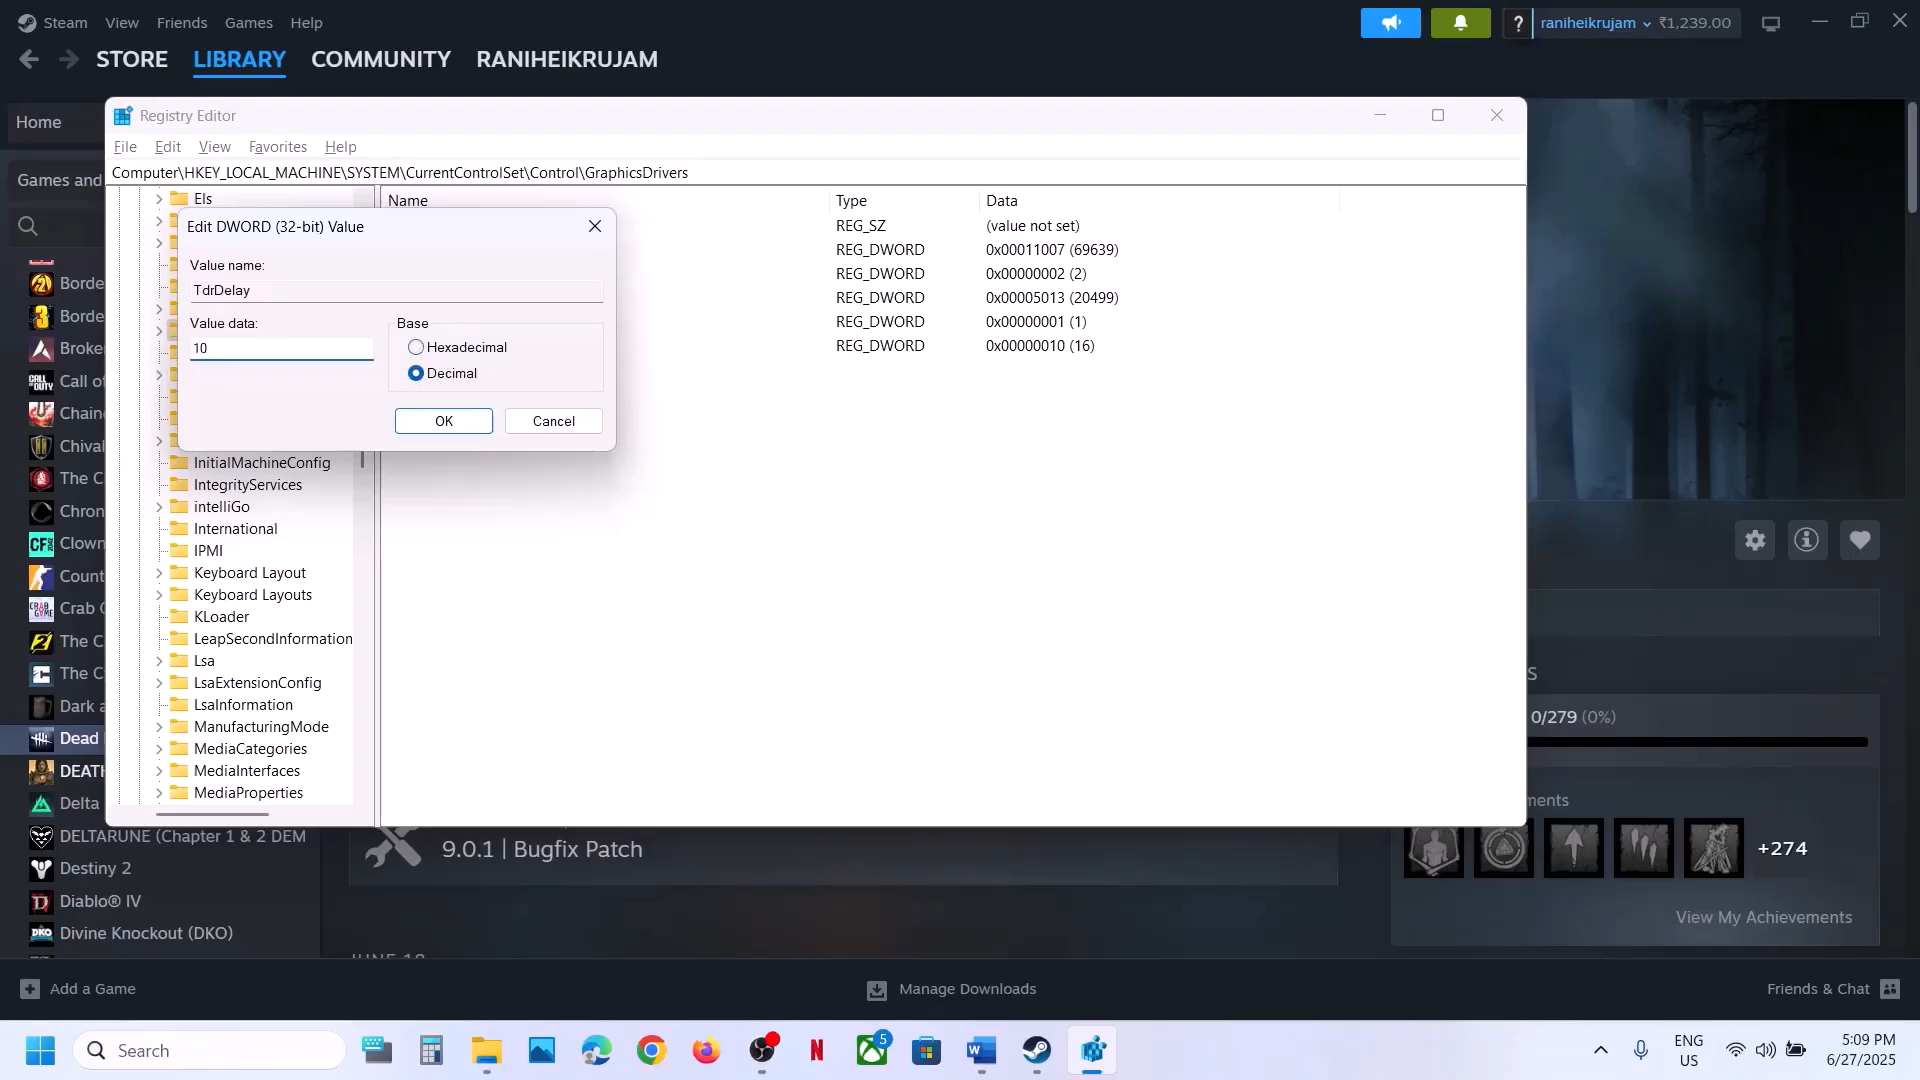 Steam View Friends Games Help
raniheikrujam ₹1,239.00
STORE LIBRARY COMMUNITY RANIHEIKRUJAM
Home
Games and
Registry Editor
File Edit View Favorites Help
Computer\HKEY_LOCAL_MACHINE\SYSTEM\CurrentControlSet\Control\GraphicsDrivers
Els
Name Type Data
REG_SZ (value not set)
REG_DWORD 0x00011007 (69639)
REG_DWORD 0x00000002 (2)
REG_DWORD 0x00005013 (20499)
REG_DWORD 0x00000001 (1)
REG_DWORD 0x00000010 (16)
Edit DWORD (32-bit) Value
Value name:
TdrDelay
Value data:
10
Base
Hexadecimal
Decimal
OK Cancel
InitialMachineConfig
IntegrityServices
intelliGo
International
IPMI
Keyboard Layout
Keyboard Layouts
KLoader
LeapSecondInformation
Lsa
LsaExtensionConfig
LsaInformation
ManufacturingMode
MediaCategories
MediaInterfaces
MediaProperties
Borde
Borde
Broke
Call of
Chain
Chival
The C
Chron
Clown
Count
Crab G
The C
The C
Dark a
Dead
DEATH
Delta
DELTARUNE (Chapter 1 & 2 DEM
Destiny 2
Diablo® IV
Divine Knockout (DKO)
S
0/279 (0%)
ments
+274
View My Achievements
9.0.1 | Bugfix Patch
Add a Game
Manage Downloads
Friends & Chat
Search
5
ENG
US
5:09 PM
6/27/2025